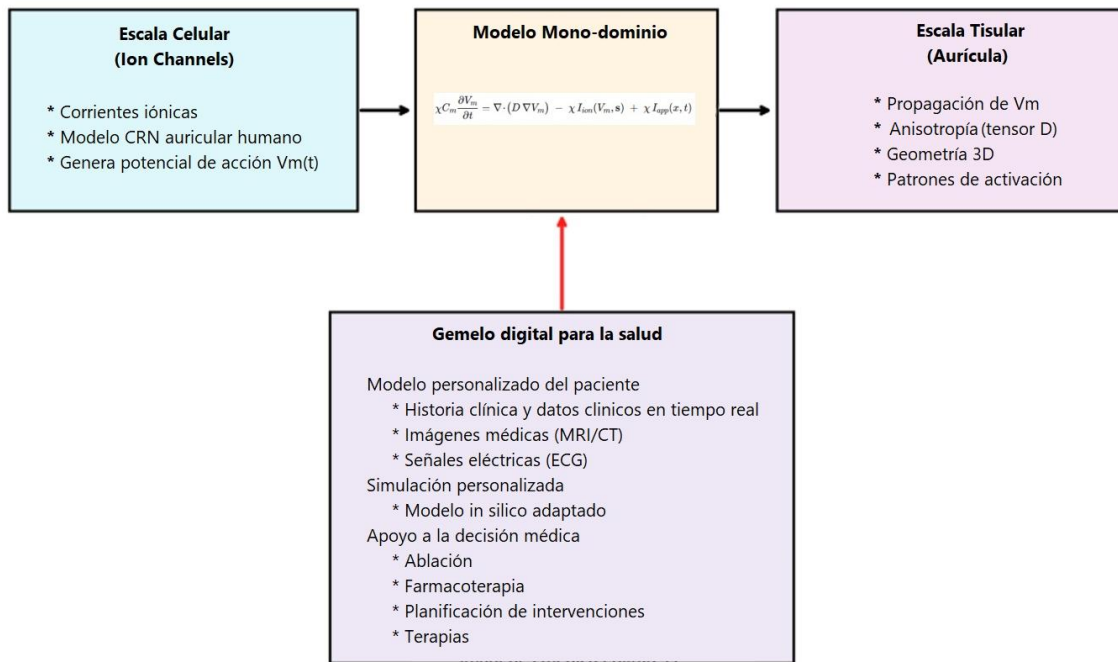 Escala Celular
(Ion Channels)
* Corrientes iónicas
* Modelo CRN auricular humano
* Genera potencial de acción Vm(t)
Modelo Mono-dominio
χC_m ∂V_m/∂t = ∇·(D ∇V_m) − χ I_ion(V_m, s) + χ I_app(x, t)
Escala Tisular
(Aurícula)
* Propagación de Vm
* Anisotropía (tensor D)
* Geometría 3D
* Patrones de activación
Gemelo digital para la salud
Modelo personalizado del paciente
* Historia clínica y datos clinicos en tiempo real
* Imágenes médicas (MRI/CT)
* Señales eléctricas (ECG)
Simulación personalizada
* Modelo in silico adaptado
Apoyo a la decisión médica
* Ablación
* Farmacoterapia
* Planificación de intervenciones
* Terapias